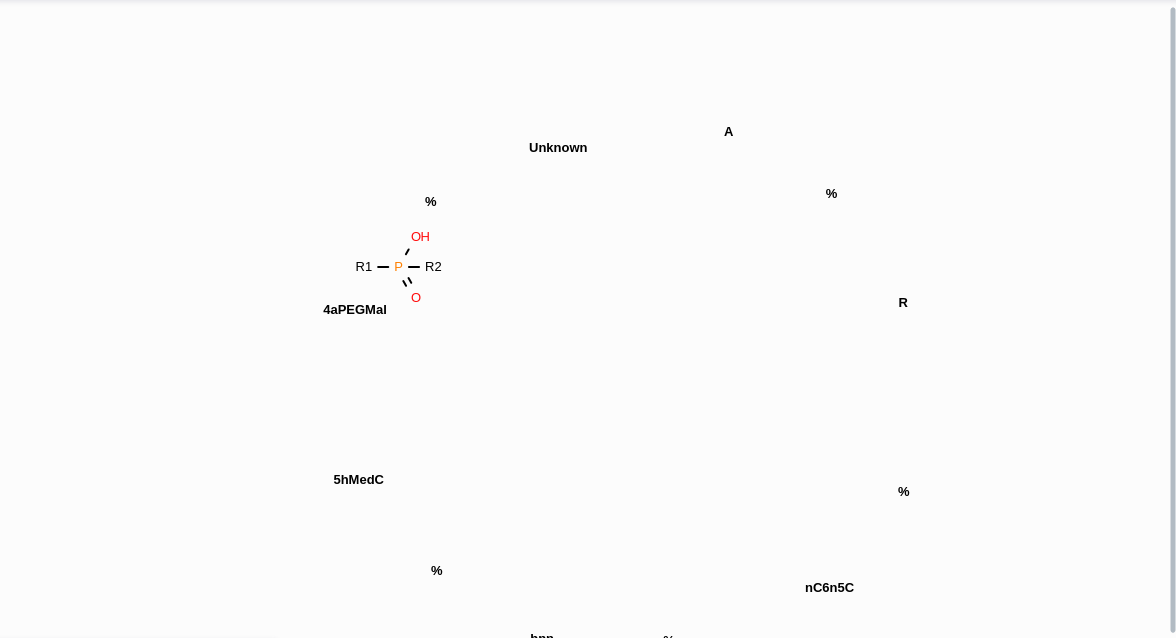 A
Unknown
%
%
OH
R1 P R2
O
R
4aPEGMal
5hMedC
%
%
nC6n5C